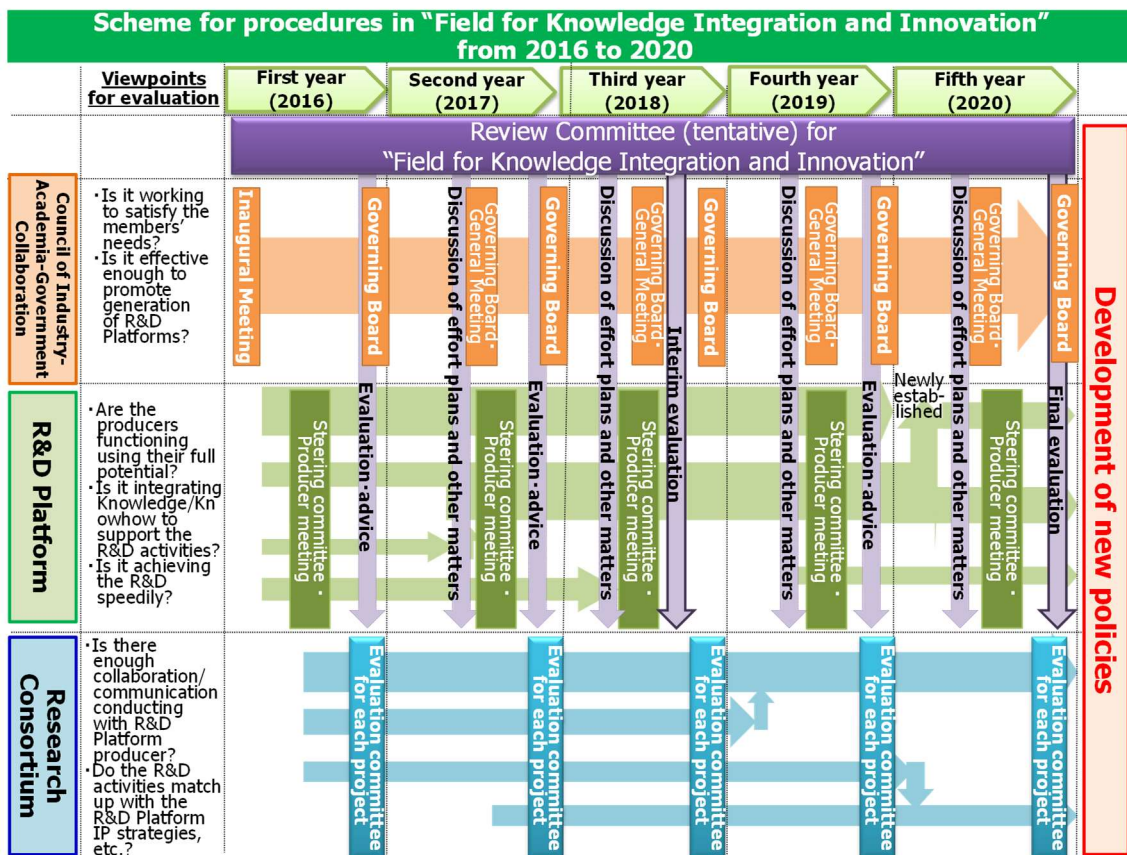 Scheme for procedures in “Field for Knowledge Integration and Innovation”
from 2016 to 2020
Viewpoints
for evaluation
First year
(2016)
Second year
(2017)
Third year
(2018)
Fourth year
(2019)
Fifth year
(2020)
Review Committee (tentative) for
“Field for Knowledge Integration and Innovation”
Council of Industry-
Academia-Government
Collaboration
・Is it working
to satisfy the
members’
needs?
・Is it effective
enough to
promote
generation
of R&D
Platforms?
Inaugural Meeting
Governing Board
Discussion of effort plans and other matters
Governing Board・
General Meeting
Governing Board
Discussion of effort plans and other matters
Governing Board・
General Meeting
Interim evaluation
Governing Board
Discussion of effort plans and other matters
Governing Board・
General Meeting
Governing Board
Discussion of effort plans and other matters
Governing Board・
General Meeting
Governing Board
R&D Platform
・Are the
producers
functioning
using their full
potential?
・Is it integrating
Knowledge/Kn
owhow to
support the
R&D activities?
・Is it achieving
the R&D
speedily?
Steering committee・
Producer meeting
Evaluation・advice
Steering committee・
Producer meeting
Evaluation・advice
Steering committee・
Producer meeting
Steering committee・
Producer meeting
Evaluation・advice
Newly
estab-
lished
Steering committee・
Producer meeting
Final evaluation
Research
Consortium
・Is there
enough
collaboration/
communication
conducting
with R&D
Platform
producer?
・Do the R&D
activities match
up with the
R&D Platform
IP strategies,
etc.?
Evaluation committee
for each project
Evaluation committee
for each project
Evaluation committee
for each project
Evaluation committee
for each project
Evaluation committee
for each project
Development of new policies